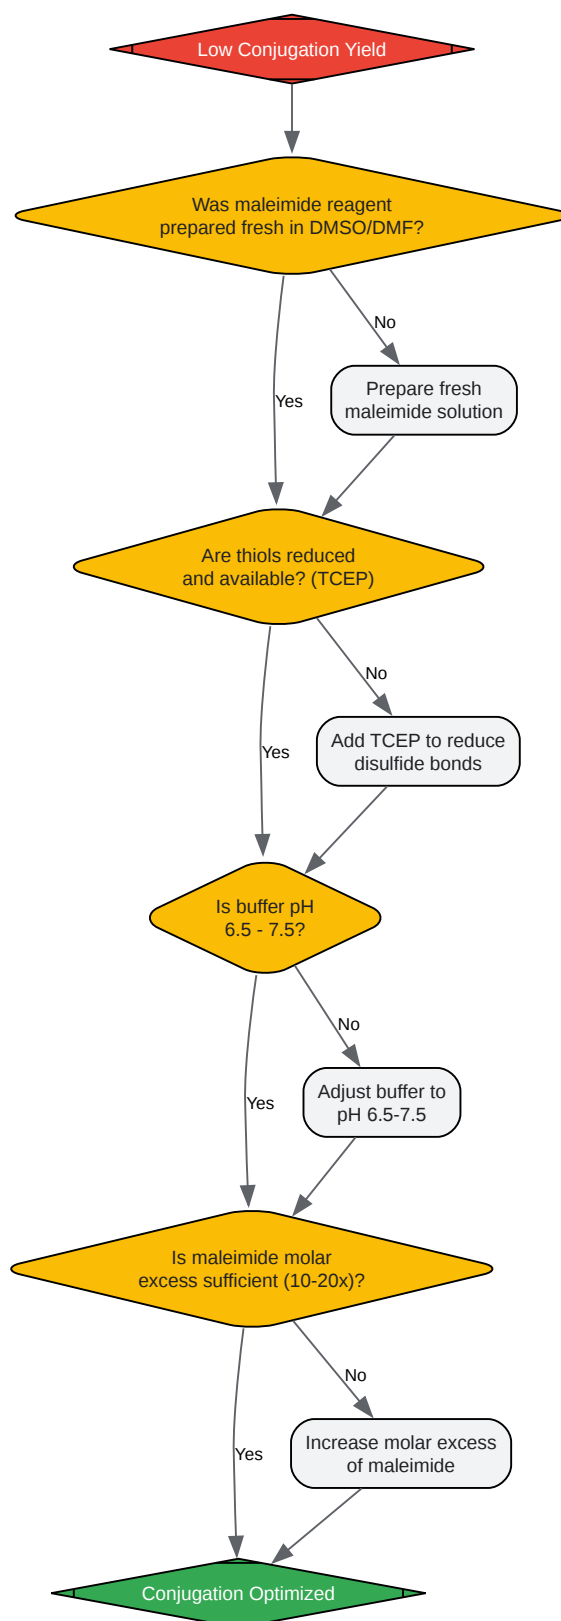 Low Conjugation Yield
Was maleimide reagent
prepared fresh in DMSO/DMF?
No
Yes
Prepare fresh
maleimide solution
Are thiols reduced
and available? (TCEP)
No
Yes
Add TCEP to reduce
disulfide bonds
Is buffer pH
6.5 - 7.5?
No
Yes
Adjust buffer to
pH 6.5-7.5
Is maleimide molar
excess sufficient (10-20x)?
No
Yes
Increase molar excess
of maleimide
Conjugation Optimized